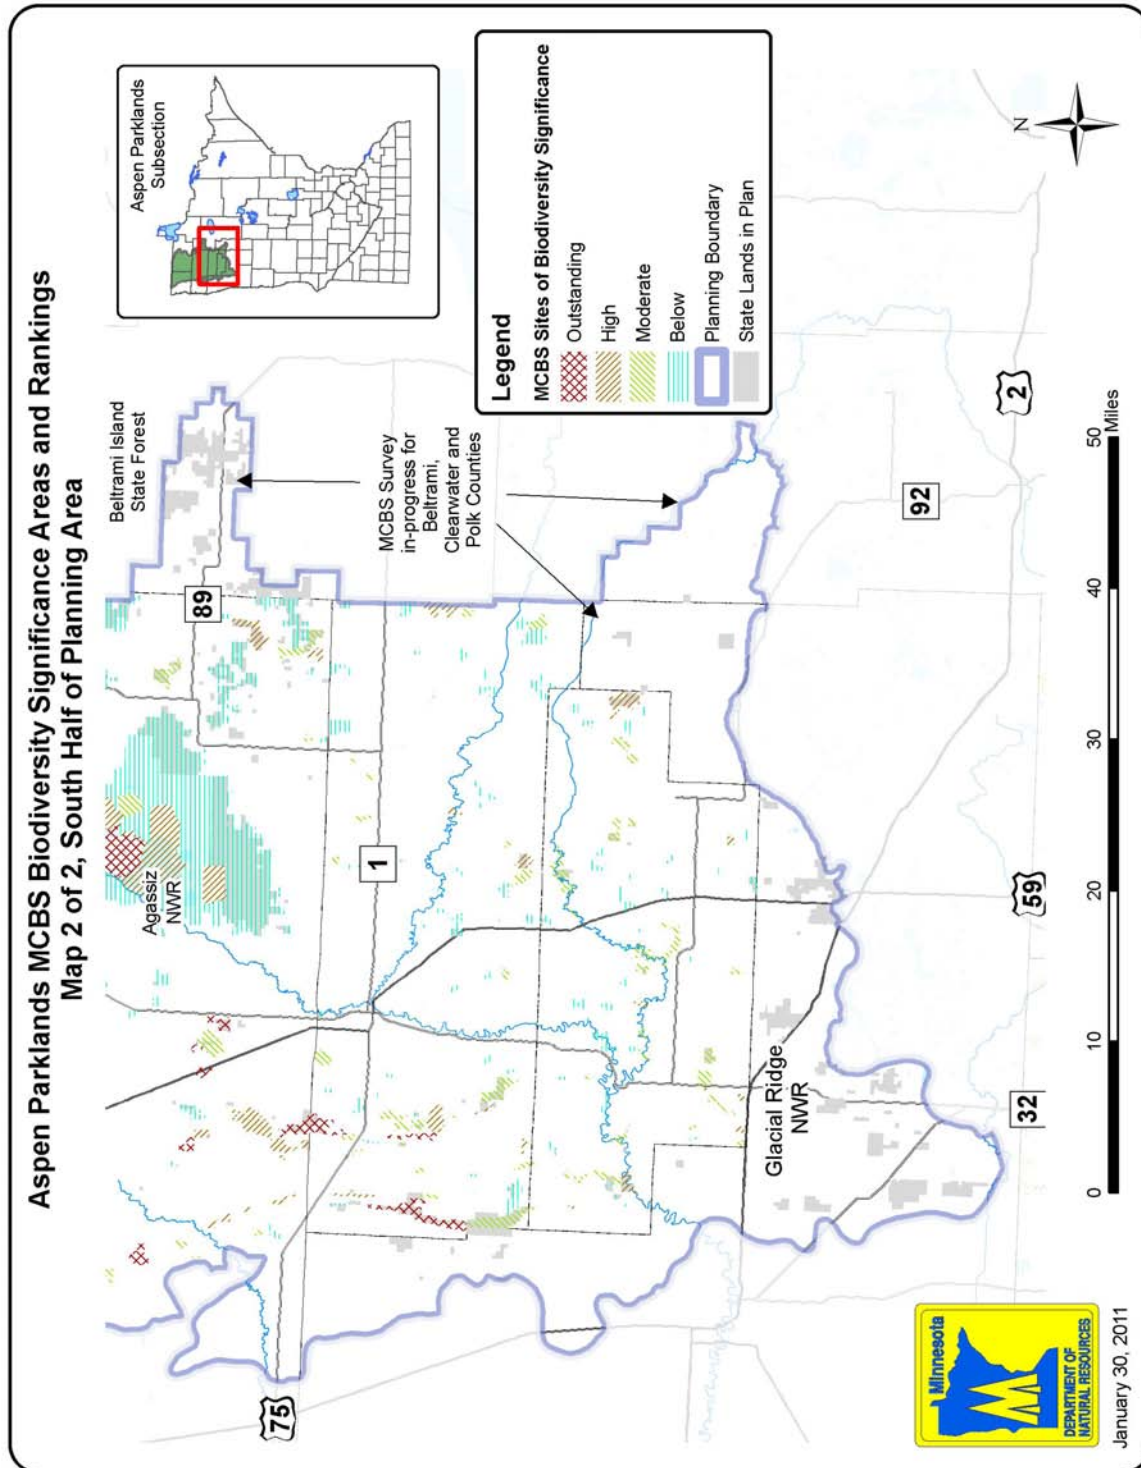 Aspen Parklands MCBS Biodiversity Significance Areas and Rankings
Map 2 of 2, South Half of Planning Area
Aspen Parklands
Subsection
Beltrami Island
State Forest
89
Agassiz
NWR
MCBS Survey
in-progress for
Beltrami,
Clearwater and
Polk Counties
1
75
Legend
MCBS Sites of Biodiversity Significance
Outstanding
High
Moderate
Below
Planning Boundary
State Lands in Plan
Glacial Ridge
NWR
92
2
59
32
N
0
10
20
30
40
50
Miles
Minnesota
DEPARTMENT OF
NATURAL RESOURCES
January 30, 2011